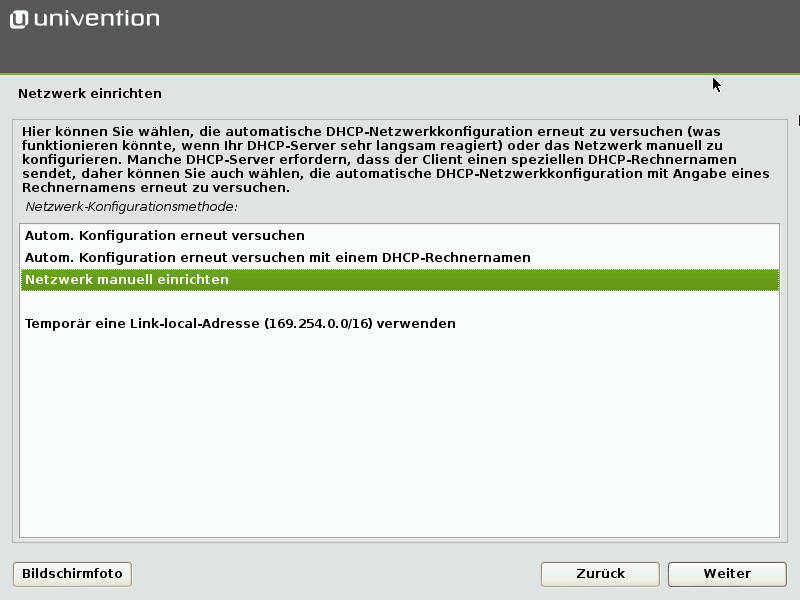 univention
Netzwerk einrichten
Hier können Sie wählen, die automatische DHCP-Netzwerkkonfiguration erneut zu versuchen (was
funktionieren könnte, wenn Ihr DHCP-Server sehr langsam reagiert) oder das Netzwerk manuell zu
konfigurieren. Manche DHCP-Server erfordern, dass der Client einen speziellen DHCP-Rechnernamen
sendet, daher können Sie auch wählen, die automatische DHCP-Netzwerkkonfiguration mit Angabe eines
Rechnernamens erneut zu versuchen.
Netzwerk-Konfigurationsmethode:
Autom. Konfiguration erneut versuchen
Autom. Konfiguration erneut versuchen mit einem DHCP-Rechnernamen
Netzwerk manuell einrichten
Temporär eine Link-local-Adresse (169.254.0.0/16) verwenden
Bildschirmfoto
Zurück
Weiter